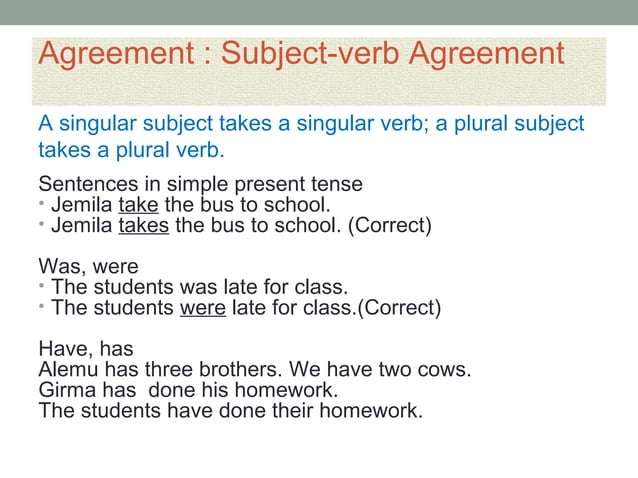 Agreement : Subject-verb Agreement
A singular subject takes a singular verb; a plural subject
takes a plural verb.
Sentences in simple present tense
• Jemila take the bus to school.
• Jemila takes the bus to school. (Correct)
Was, were
• The students was late for class.
• The students were late for class.(Correct)
Have, has
Alemu has three brothers. We have two cows.
Girma has  done his homework.
The students have done their homework.